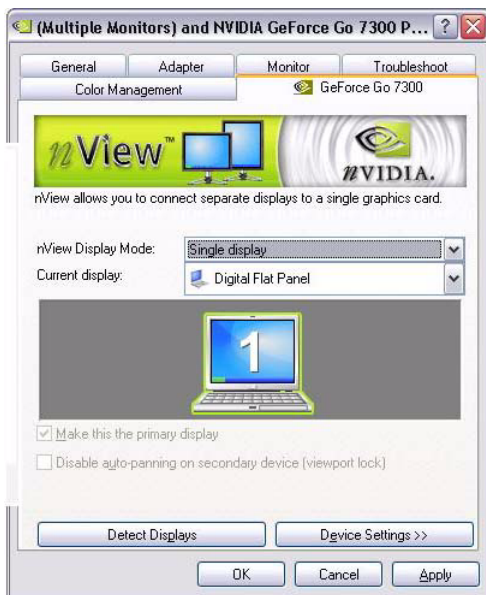 (Multiple Monitors) and NVIDIA GeForce Go 7300 P... ?
General Adapter Monitor Troubleshoot
Color Management GeForce Go 7300
nView™ nVIDIA.
nView allows you to connect separate displays to a single graphics card.
nView Display Mode: Single display
Current display: Digital Flat Panel
1
Make this the primary display
Disable auto-panning on secondary device (viewport lock)
Detect Displays Device Settings >>
OK Cancel Apply